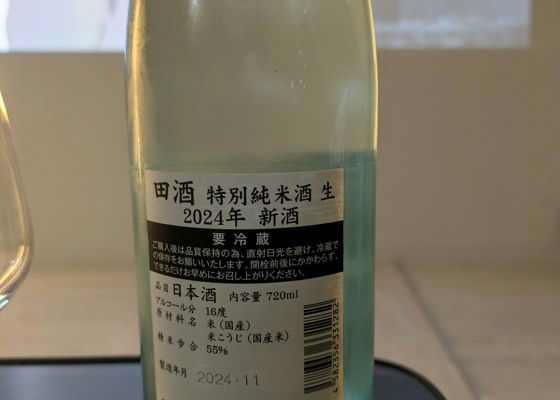 田酒 特別純米酒 生
2024年 新酒
要冷蔵
ご購入後は品質保持の為、直射日光を避け、冷蔵で
の保存をお願いいたします。開栓前後にかかわらず、
できるだけお早めにお召し上がりください。
品目 日本酒 内容量 720ml
アルコール分 16度
原材料名 米(国産)
米こうじ(国産米)
精米歩合 55%
製造年月 2024・11
4582356331282